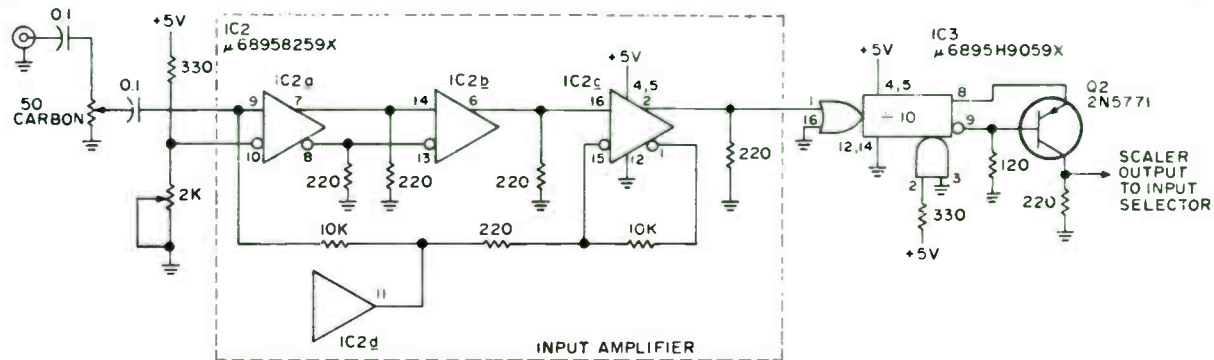 0.1
+5V
330
50
CARBON
0.1
2K
IC2
μ68958259X
IC2a
9
10
7
8
220
220
IC2b
14
13
6
220
IC2c
+5V
4,5
16
15
2
12
1
220
10K
220
10K
11
IC2d
INPUT AMPLIFIER
IC3
μ6895H9059X
+5V
4,5
1
16
÷10
12,14
8
9
2
3
330
+5V
120
Q2
2N5771
220
SCALER
OUTPUT
TO INPUT
SELECTOR